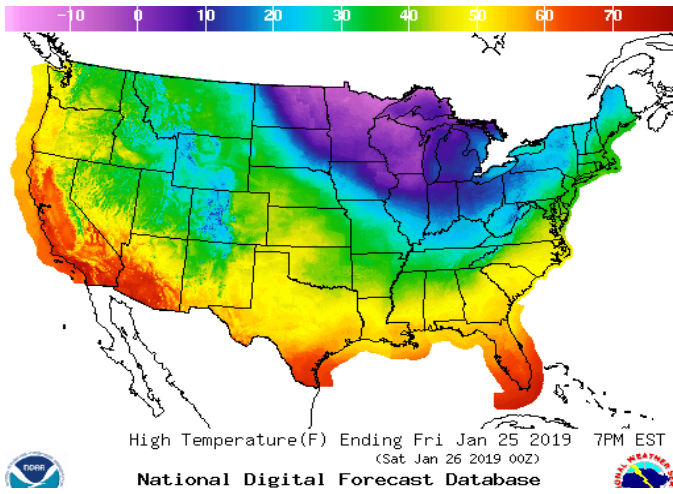 -10 0 10 20 30 40 50 60 70
High Temperature(F) Ending Fri Jan 25 2019 7PM EST
(Sat Jan 26 2019 00Z)
National Digital Forecast Database
noaa